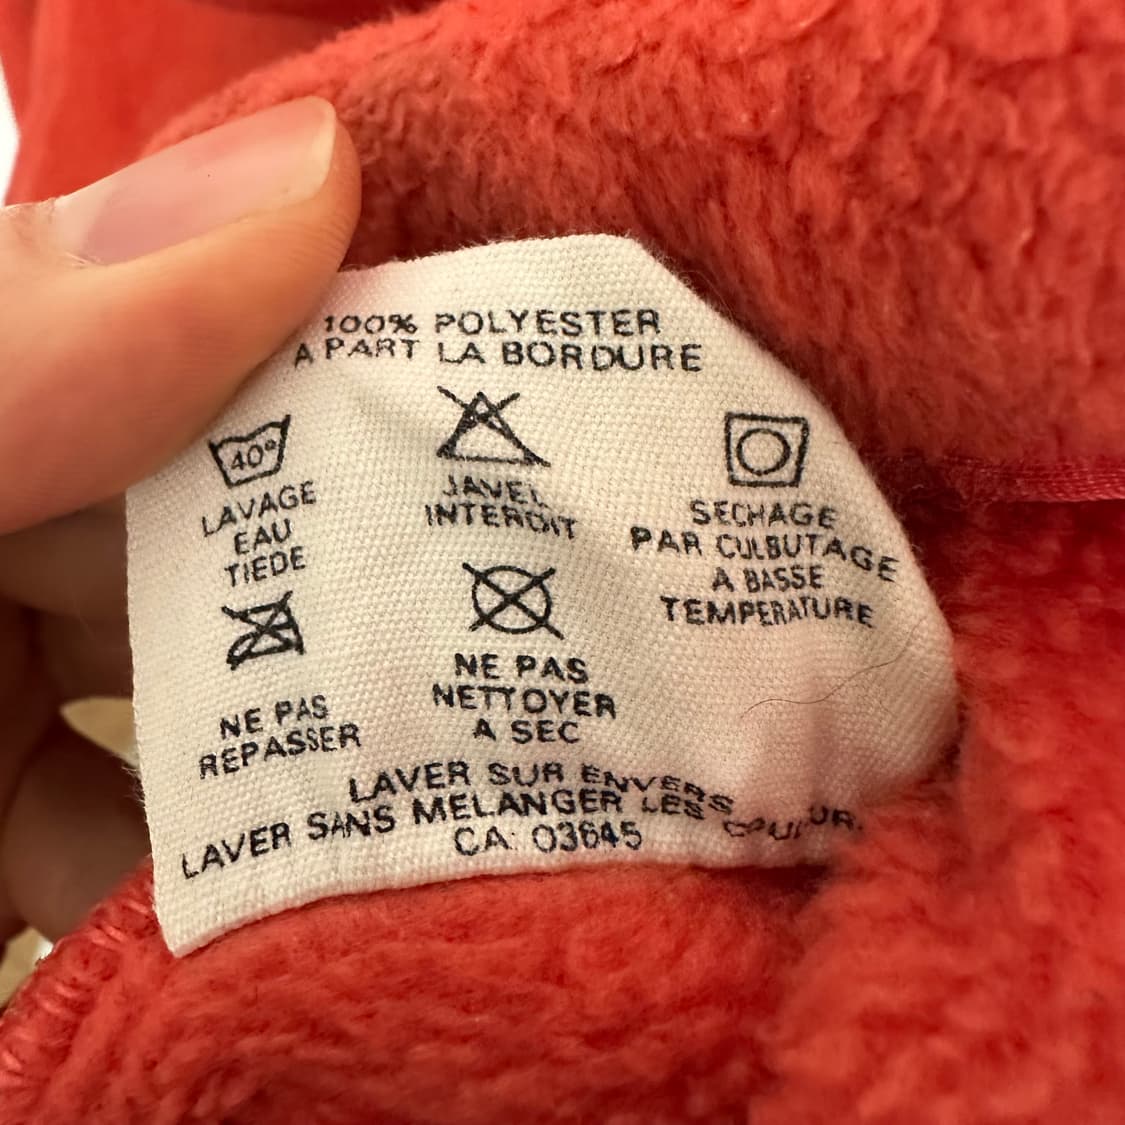 100% POLYESTER
A PART LA BORDURE
40°
LAVAGE
EAU
TIEDE
JAVEL
INTERDIT
SECHAGE
PAR CULBUTAGE
A BASSE
TEMPERATURE
NE PAS
REPASSER
NE PAS
NETTOYER
A SEC
LAVER SUR ENVERS
LAVER SANS MELANGER LES
CA: 03645